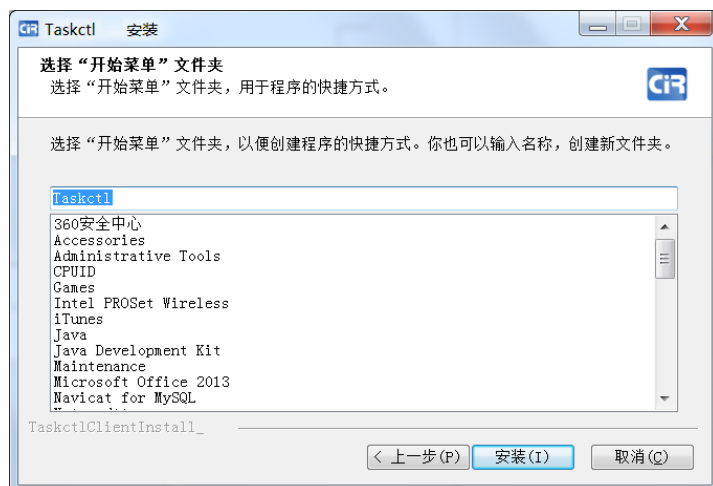 CiR Taskctl 安装
选择“开始菜单”文件夹
选择“开始菜单”文件夹，用于程序的快捷方式。
CiR
选择“开始菜单”文件夹，以便创建程序的快捷方式。你也可以输入名称，创建新文件夹。
Taskctl
360安全中心
Accessories
Administrative Tools
CPUID
Games
Intel PROSet Wireless
iTunes
Java
Java Development Kit
Maintenance
Microsoft Office 2013
Navicat for MySQL
TaskctlClientInstall_
< 上一步(P) 安装(I) 取消(C)